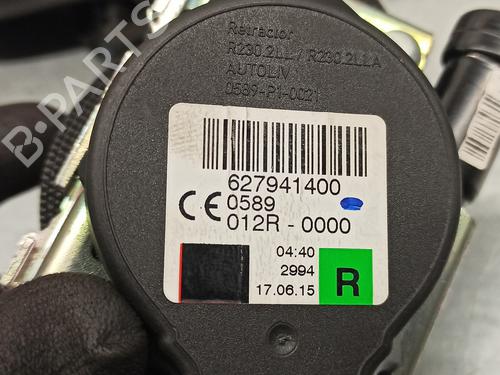 Retractor
R230.2LL / R230.2LLA
AUTOLIV
0589-P1-0021
B-PARTS
627941400
CE 0589
012R - 0000
04:40
2994
17.06.15
R